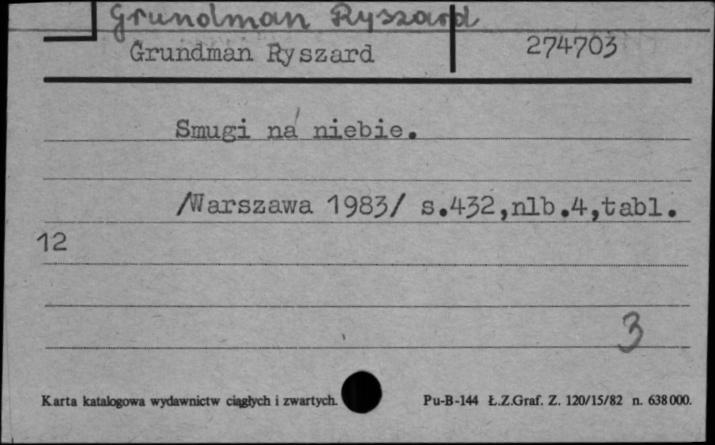 Grundman Ryszard
Grundman Ryszard 274703
Smugi na niebie.
/Warszawa 1983/ s.432,nlb.4,tabl.
12
3
Karta katalogowa wydawnictw ciągłych i zwartych. Pu-B-144 Ł.Z.Graf. Z. 120/15/82 n. 638000.